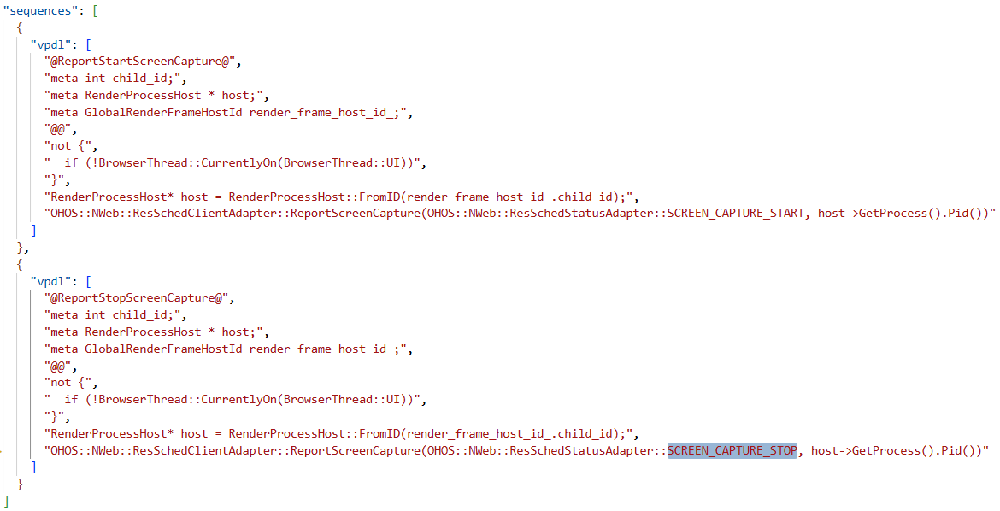 "sequences": [
  {
    "vpdl": [
      "@ReportStartScreenCapture@",
      "meta int child_id;",
      "meta RenderProcessHost * host;",
      "meta GlobalRenderFrameHostId render_frame_host_id_;",
      "@@",
      "not {",
      "  if (!BrowserThread::CurrentlyOn(BrowserThread::UI))",
      "}",
      "RenderProcessHost* host = RenderProcessHost::FromID(render_frame_host_id_.child_id);",
      "OHOS::NWeb::ResSchedClientAdapter::ReportScreenCapture(OHOS::NWeb::ResSchedStatusAdapter::SCREEN_CAPTURE_START, host->GetProcess().Pid())"
    ]
  },
  {
    "vpdl": [
      "@ReportStopScreenCapture@",
      "meta int child_id;",
      "meta RenderProcessHost * host;",
      "meta GlobalRenderFrameHostId render_frame_host_id_;",
      "@@",
      "not {",
      "  if (!BrowserThread::CurrentlyOn(BrowserThread::UI))",
      "}",
      "RenderProcessHost* host = RenderProcessHost::FromID(render_frame_host_id_.child_id);",
      "OHOS::NWeb::ResSchedClientAdapter::ReportScreenCapture(OHOS::NWeb::ResSchedStatusAdapter::SCREEN_CAPTURE_STOP, host->GetProcess().Pid())"
    ]
  }
]